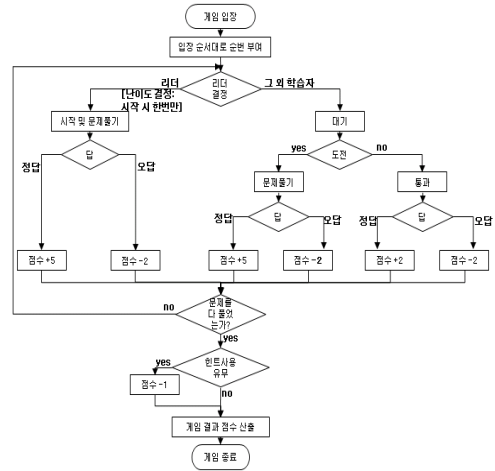 게임 입장
입장 순서대로 순번 부여
리더
결정
리더
[난이도 결정:
시작 시 한번만]
그 외 학습자
시작 및 문제풀기
대기
답
정답
오답
도전
yes
no
문제풀기
통과
답
정답
오답
답
정답
오답
점수+5
점수-2
점수+5
점수-2
점수+2
점수-2
문제를
다 풀었
는가?
no
yes
힌트사용
유무
yes
no
점수-1
게임 결과 점수 산출
게임 종료